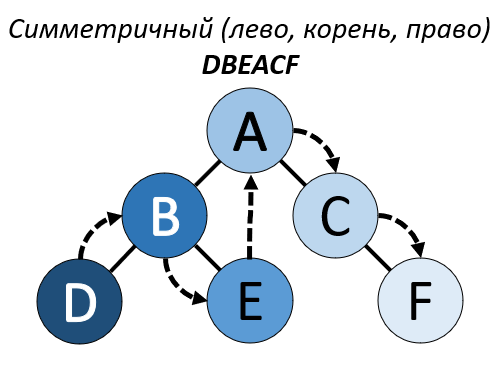 Симметричный (лево, корень, право)
DBEACF
A
B
C
D
E
F